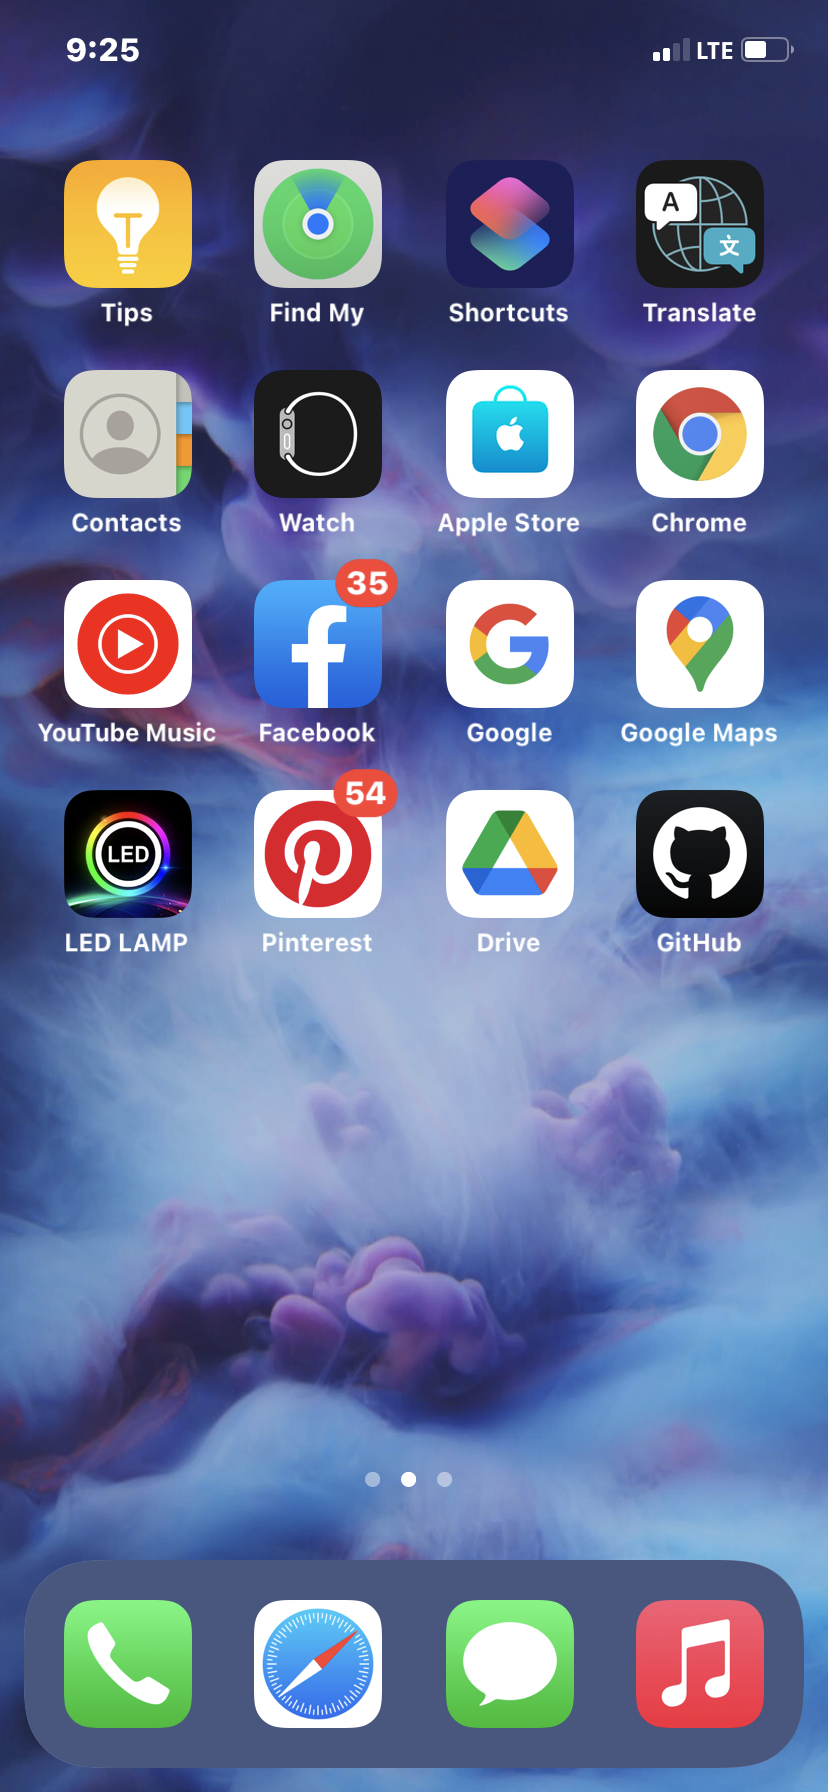 9:25 LTE
Tips Find My Shortcuts Translate
A 文
Contacts Watch Apple Store Chrome
35
YouTube Music Facebook Google Google Maps
54
LED
LED LAMP Pinterest Drive GitHub